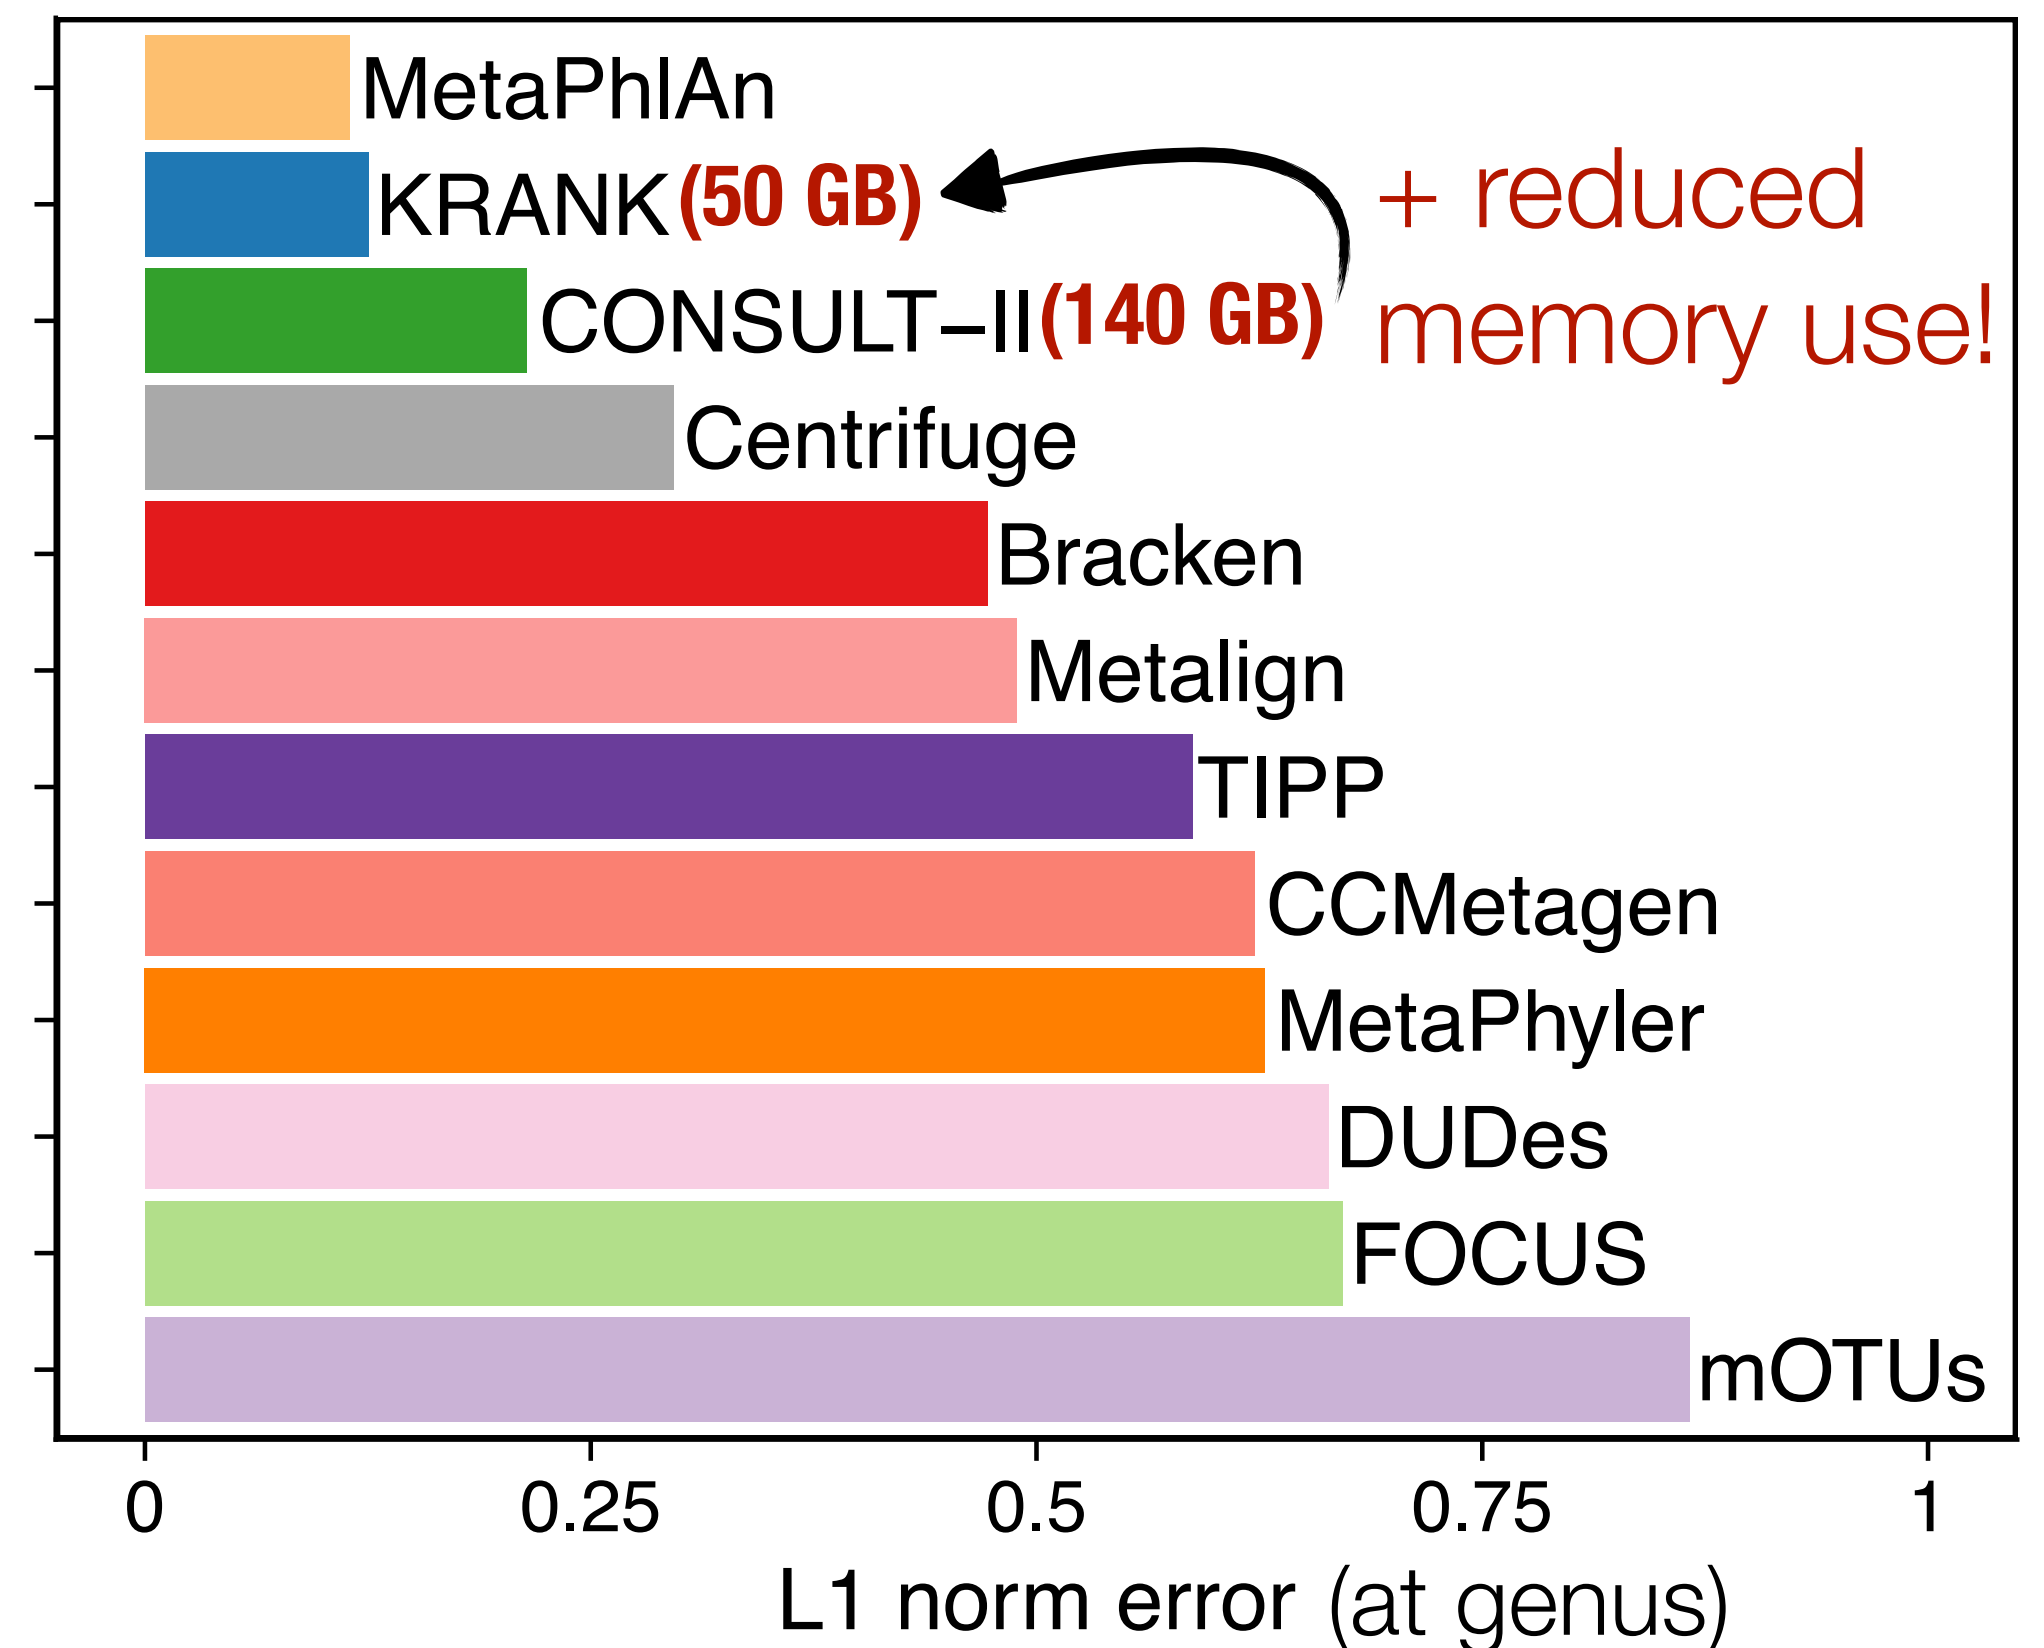 MetaPhlAn
KRANK (50 GB)
+ reduced
CONSULT−II (140 GB)
memory use!
Centrifuge
Bracken
Metalign
TIPP
CCMetagen
MetaPhyler
DUDes
FOCUS
mOTUs
0 0.25 0.5 0.75 1
L1 norm error (at genus)